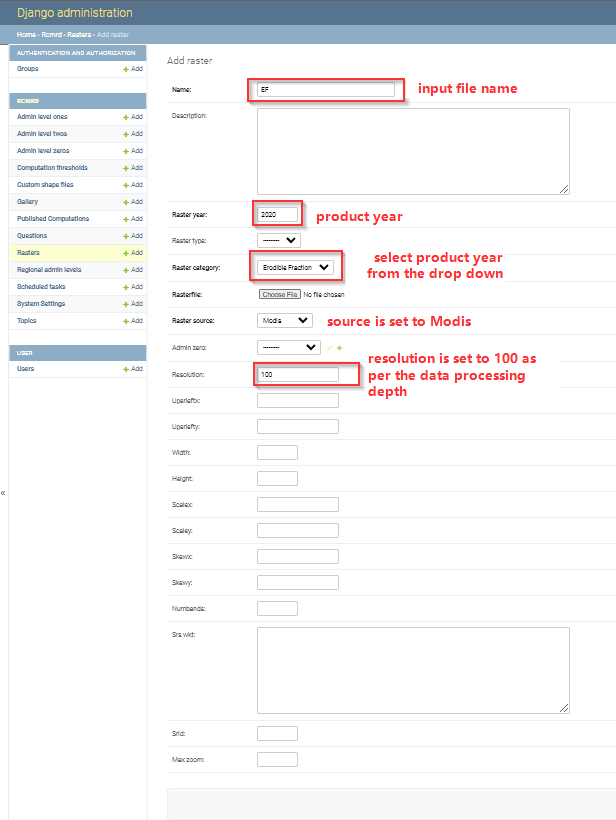 Django administration
Home › Rcmrd › Rasters › Add raster
AUTHENTICATION AND AUTHORIZATION
Groups + Add
RCMRD
Admin level ones + Add
Admin level twos + Add
Admin level zeros + Add
Computation thresholds + Add
Custom shape files + Add
Gallery + Add
Published Computations + Add
Questions + Add
Rasters + Add
Regional admin levels + Add
Scheduled tasks + Add
System Settings + Add
Topics + Add
USER
Users + Add
«
Add raster
Name: EF input file name
Description:
Raster year: 2020 product year
Raster type: --------
Raster category: Erodible Fraction select product year
from the drop down
Rasterfile: Choose File No file chosen
Raster source: Modis source is set to Modis
Admin zero: --------
Resolution: 100 resolution is set to 100 as
per the data processing
depth
Uperleftx:
Uperlefty:
Width:
Height:
Scalex:
Scaley:
Skewx:
Skewy:
Numbands:
Srs wkt:
Srid:
Max zoom: